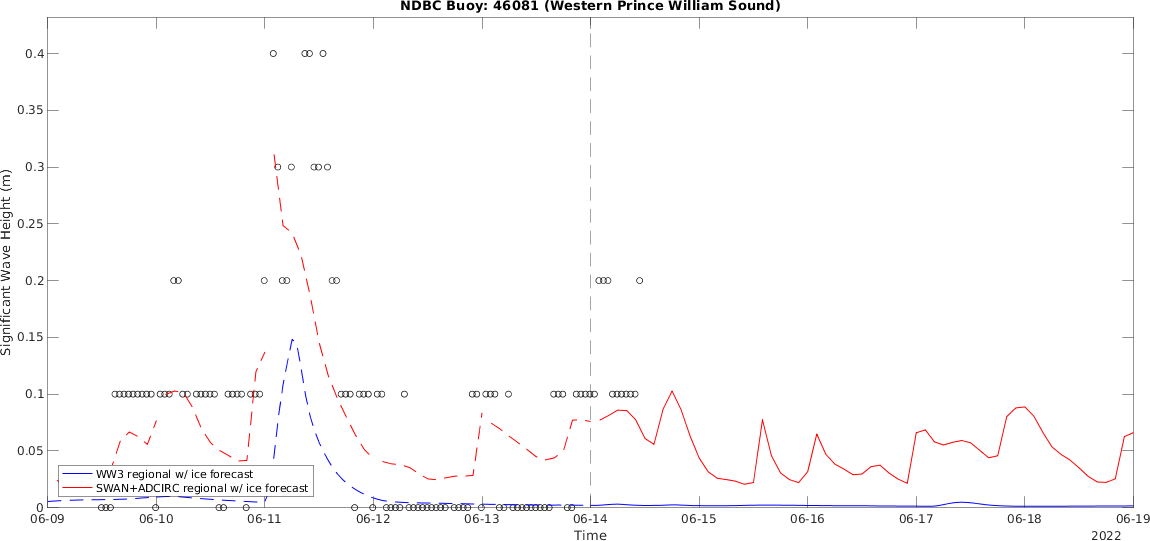 NDBC Buoy: 46081 (Western Prince William Sound)
Significant Wave Height (m)
0.4
0.35
0.3
0.25
0.2
0.15
0.1
0.05
0
WW3 regional w/ ice forecast
SWAN+ADCIRC regional w/ ice forecast
06-09 06-10 06-11 06-12 06-13 06-14 06-15 06-16 06-17 06-18 06-19
Time
2022